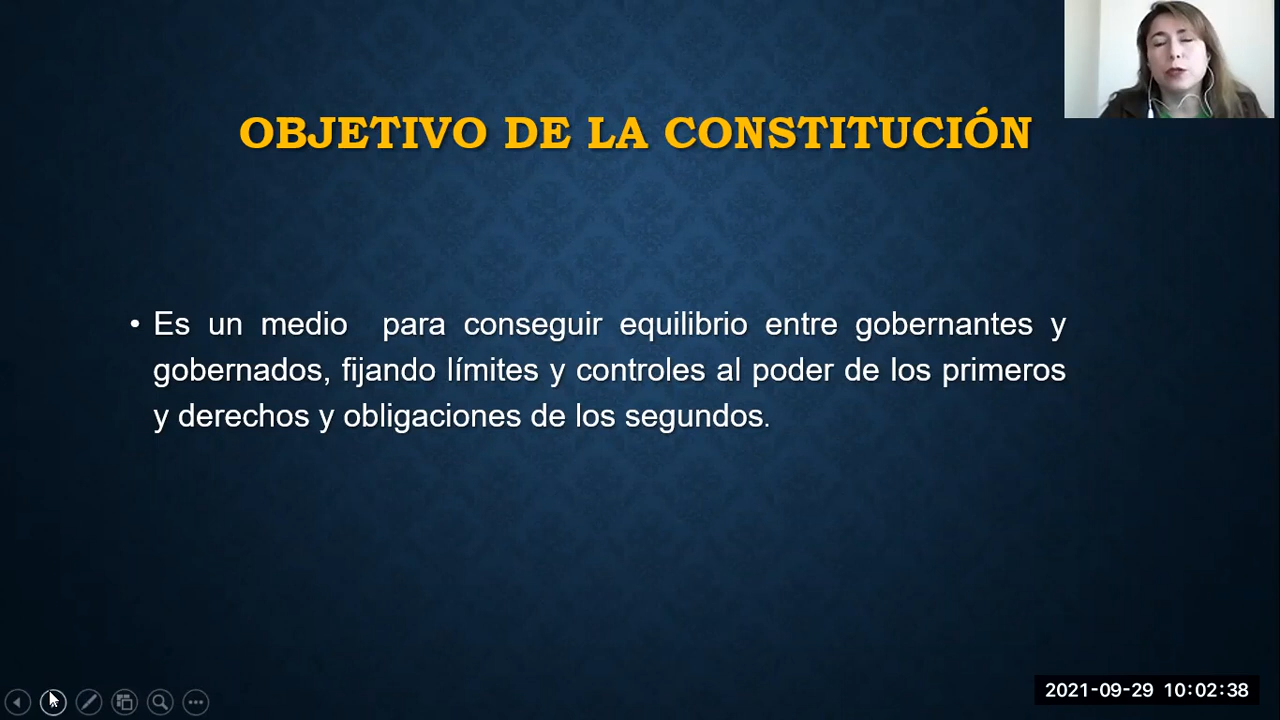 OBJETIVO DE LA CONSTITUCIÓN
• Es un medio para conseguir equilibrio entre gobernantes y
gobernados, fijando límites y controles al poder de los primeros
y derechos y obligaciones de los segundos.
2021-09-29 10:02:38